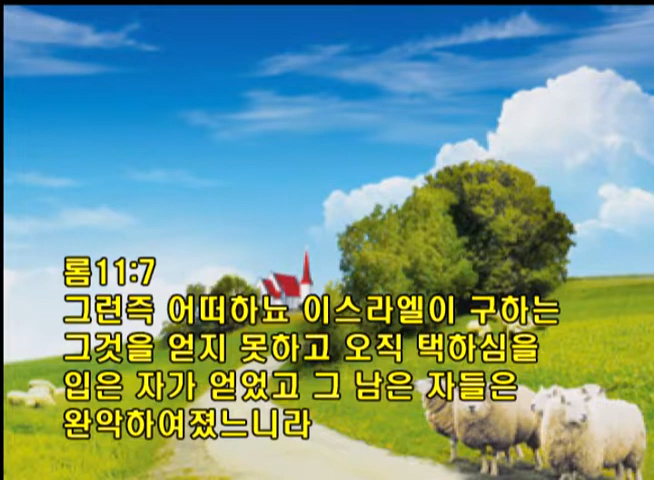 롬11:7
그런즉 어떠하뇨 이스라엘이 구하는
그것을 얻지 못하고 오직 택하심을
입은 자가 얻었고 그 남은 자들은
완악하여졌느니라